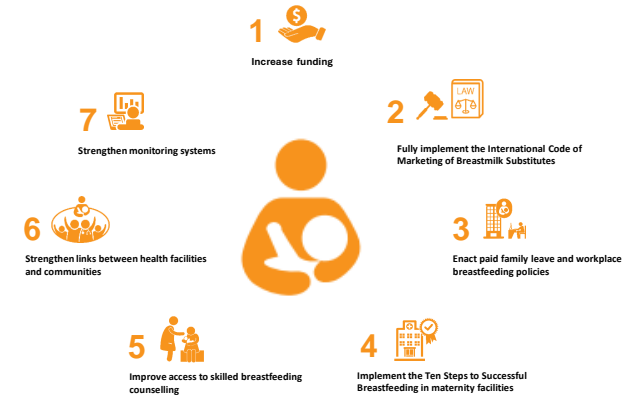 1
Increase funding
2
LAW
Fully implement the International Code of
Marketing of Breastmilk Substitutes
3
Enact paid family leave and workplace
breastfeeding policies
4
Implement the Ten Steps to Successful
Breastfeeding in maternity facilities
5
Improve access to skilled breastfeeding
counselling
6
Strengthen links between health facilities
and communities
7
Strengthen monitoring systems